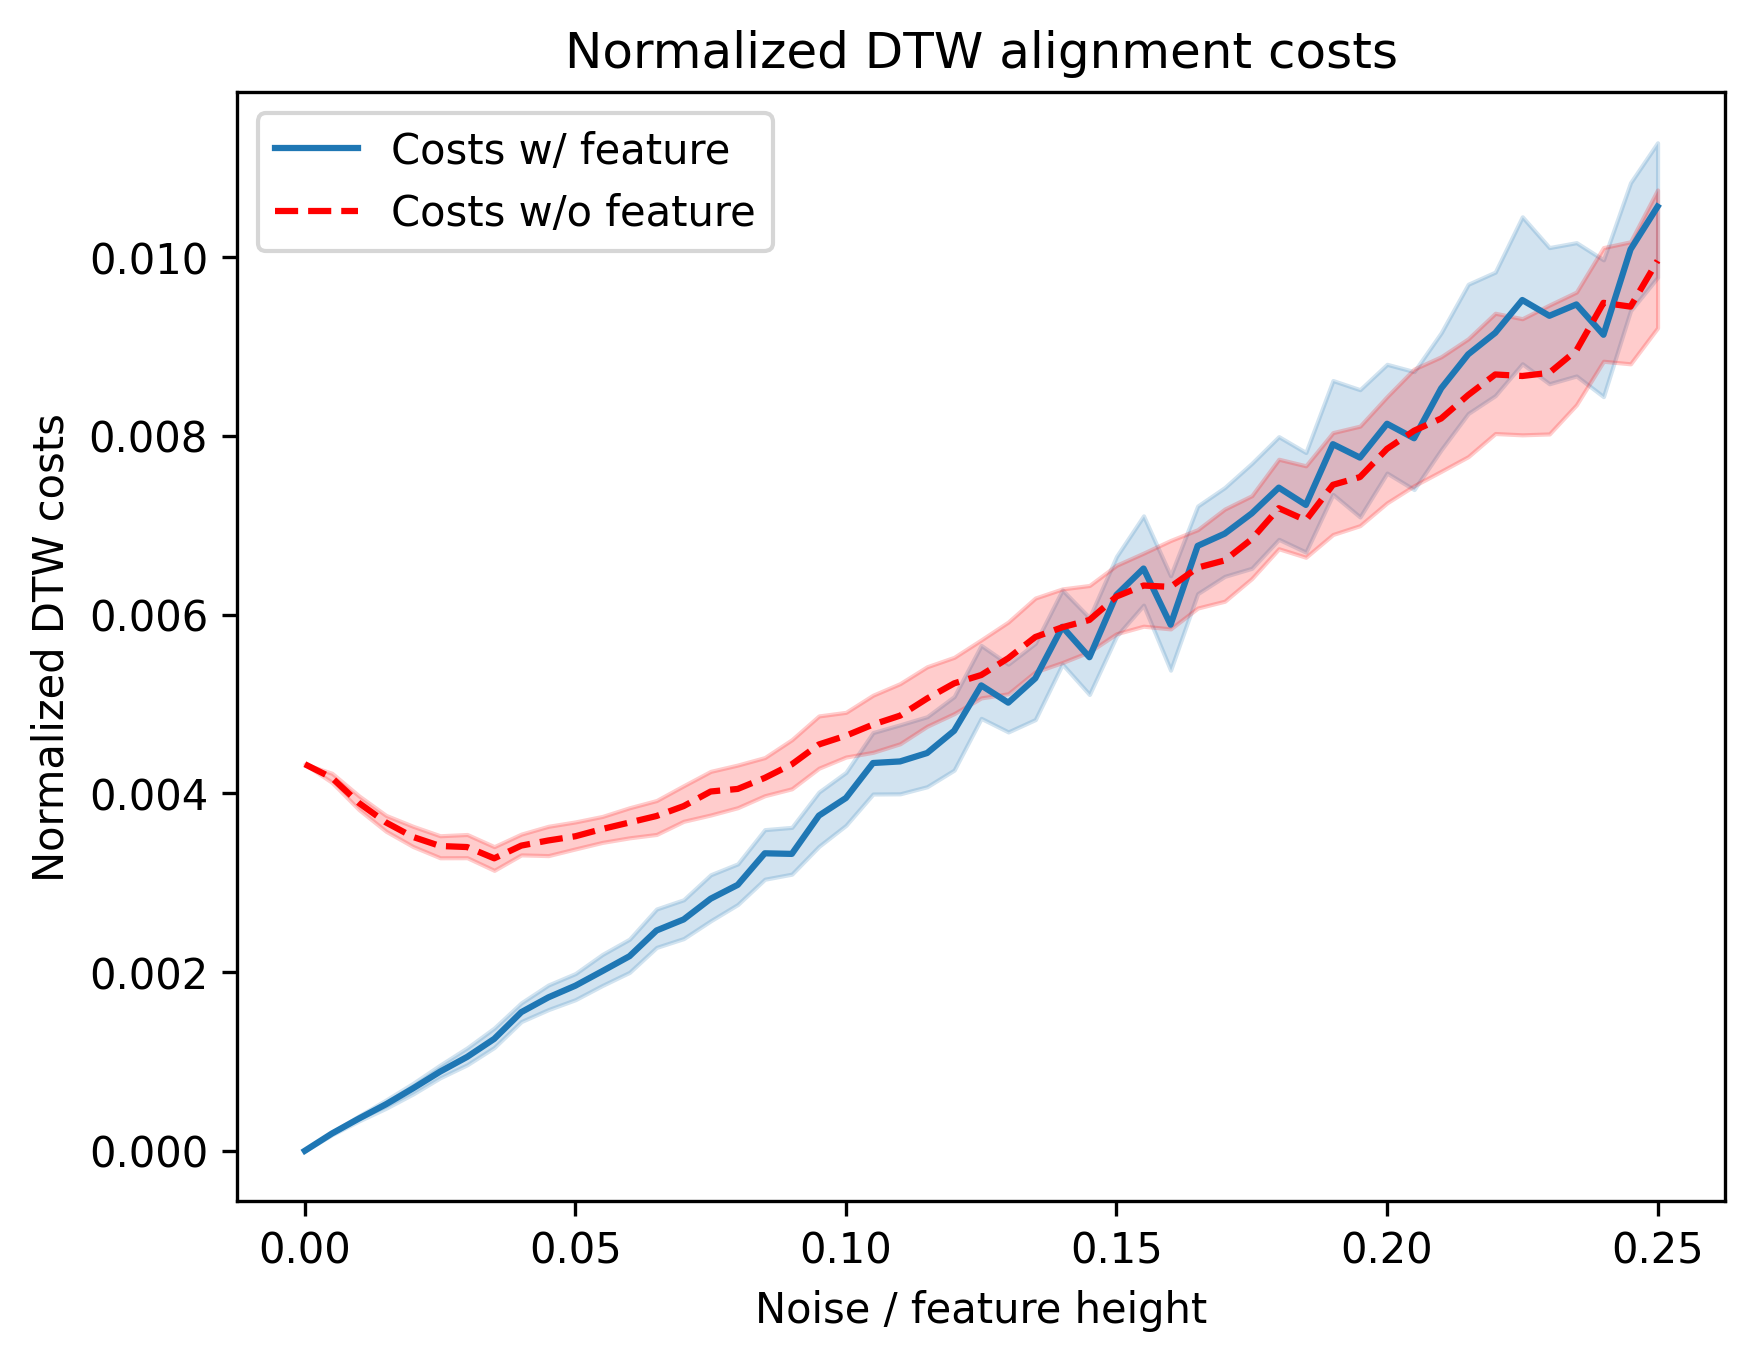 Normalized DTW alignment costs
Costs w/ feature
Costs w/o feature
Normalized DTW costs
0.010
0.008
0.006
0.004
0.002
0.000
0.00 0.05 0.10 0.15 0.20 0.25
Noise / feature height